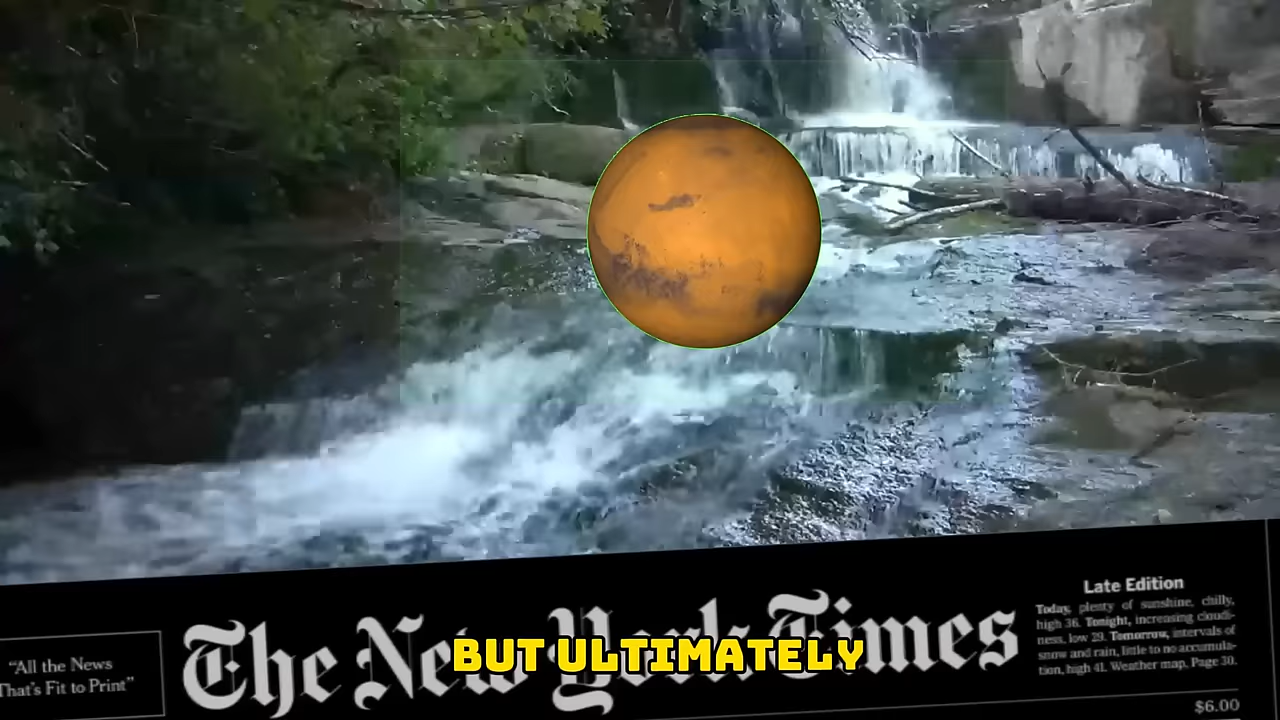 Late Edition
Today, plenty of sunshine, chilly,
high 36. Tonight, increasing cloudi-
ness, low 29. Tomorrow, intervals of
snow and rain, little to no accumula-
tion, high 41. Weather map, Page 30.
$6.00
“All the News
That’s Fit to Print”
The New York Times
BUT ULTIMATELY